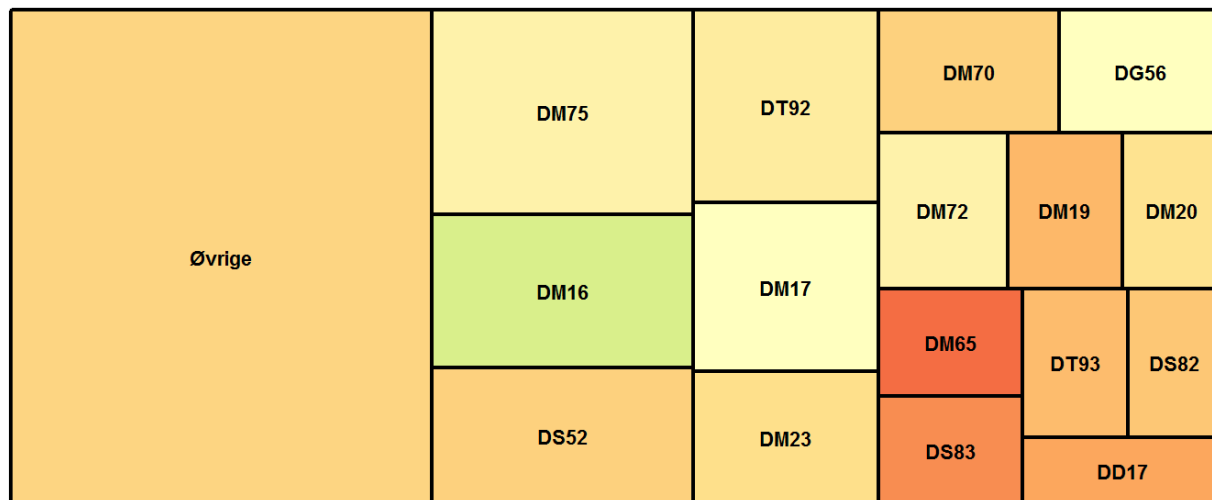 Øvrige
DM75
DM16
DS52
DT92
DM17
DM23
DM70
DG56
DM72
DM19
DM20
DM65
DS83
DT93
DS82
DD17